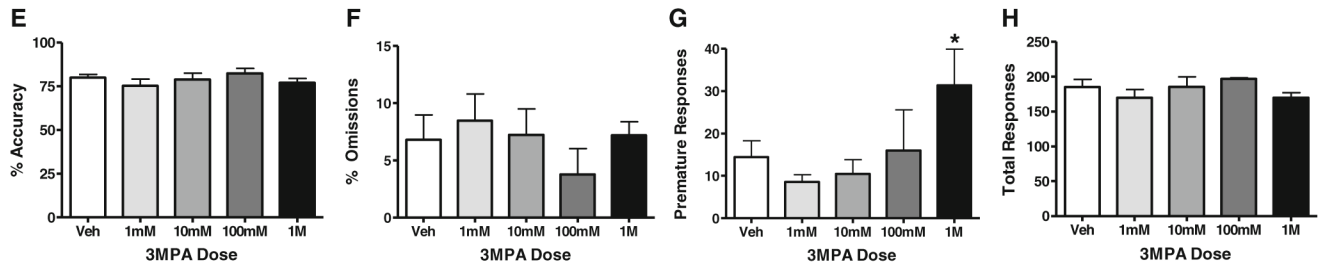 E
% Accuracy
100
75
50
25
0
Veh 1mM 10mM 100mM 1M
3MPA Dose
F
% Omissions
15
10
5
0
Veh 1mM 10mM 100mM 1M
3MPA Dose
G
Premature Responses
40
30
20
10
0
*
Veh 1mM 10mM 100mM 1M
3MPA Dose
H
Total Responses
250
200
150
100
50
0
Veh 1mM 10mM 100mM 1M
3MPA Dose